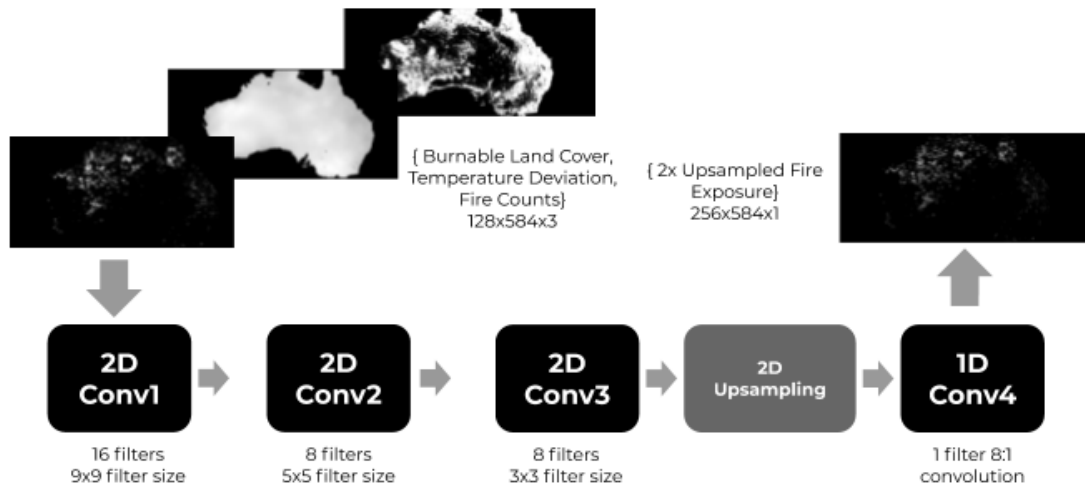 { Burnable Land Cover,
Temperature Deviation,
Fire Counts}
128x584x3
{ 2x Upsampled Fire
Exposure}
256x584x1
2D
Conv1
2D
Conv2
2D
Conv3
2D
Upsampling
1D
Conv4
16 filters
9x9 filter size
8 filters
5x5 filter size
8 filters
3x3 filter size
1 filter 8:1
convolution